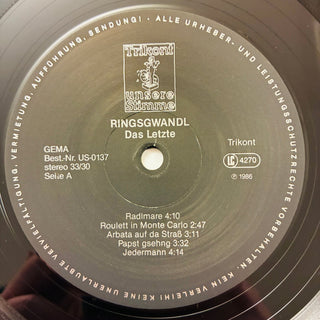 ALLE URHEBER- UND LEISTUNGSSCHUTZRECHTE VORBEHALTEN · KEIN VERLEIH! KEINE UNERLAUBTE VERVIELFÄLTIGUNG, VERMIETUNG, AUFFÜHRUNG, SENDUNG! ·
Trikont
unsere
Stimme
RINGSGWANDL
Das Letzte
GEMA
Best.-Nr. US-0137
stereo 33/30
Seite A
Trikont
LC 4270
Ⓟ 1986
Radlmare 4:10
Roulett in Monte Carlo 2:47
Arbata auf da Straß 3:11
Papst gsehng 3:32
Jedermann 4:14